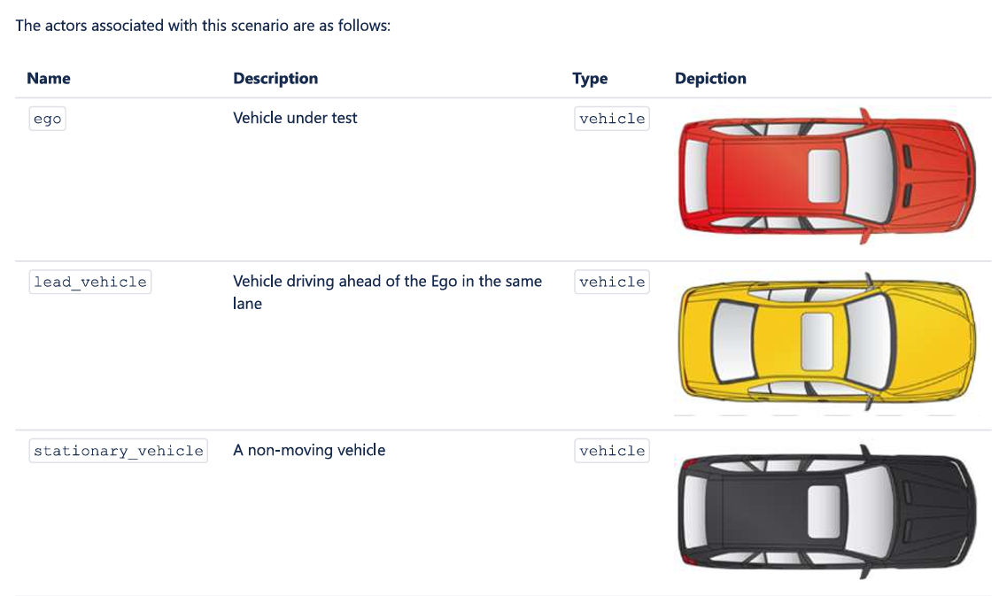 The actors associated with this scenario are as follows:
Name Description Type Depiction
ego Vehicle under test vehicle
lead_vehicle Vehicle driving ahead of the Ego in the same vehicle
lane
stationary_vehicle A non-moving vehicle vehicle